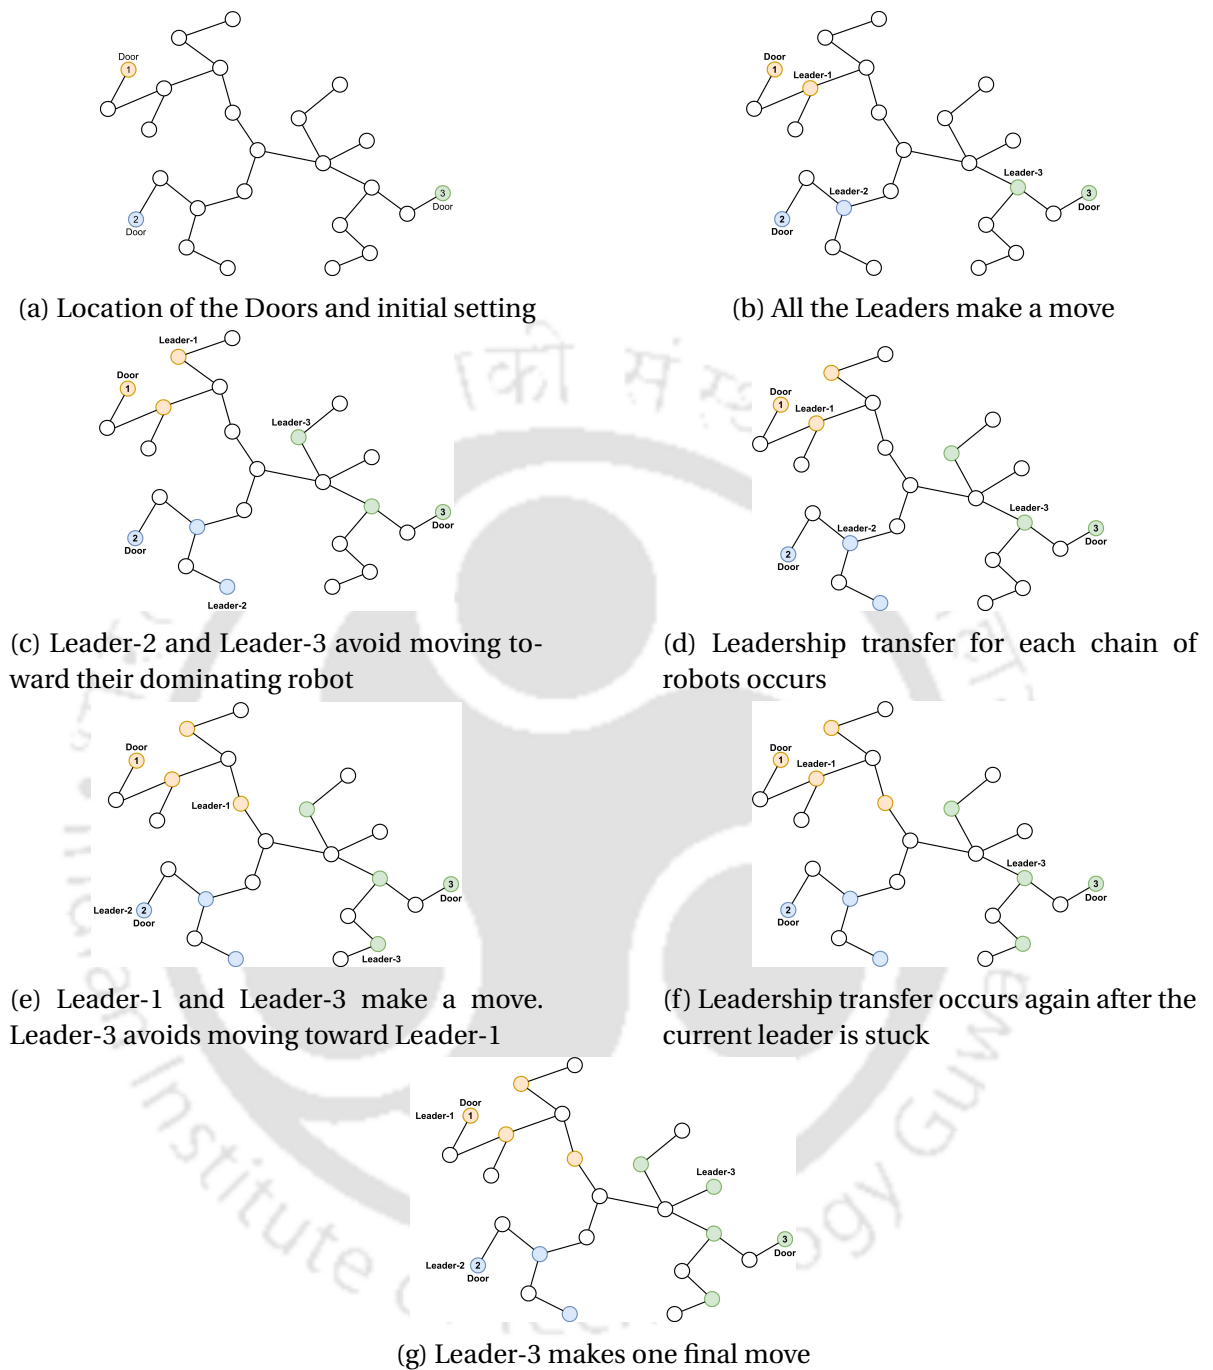 Door
1
2
Door
3
Door
Door
1
Leader-1
Leader-3
Leader-2
2
Door
3
Door
(a) Location of the Doors and initial setting
(b) All the Leaders make a move
Leader-1
Door
1
Leader-3
2
Door
3
Door
Leader-2
Door
1
Leader-1
Leader-2
Leader-3
2
Door
3
Door
(c) Leader-2 and Leader-3 avoid moving to-
ward their dominating robot
(d) Leadership transfer for each chain of
robots occurs
Door
1
Leader-1
Leader-2
2
Door
3
Door
Leader-3
Door
1
Leader-1
Leader-3
2
Door
3
Door
(e) Leader-1 and Leader-3 make a move.
Leader-3 avoids moving toward Leader-1
(f) Leadership transfer occurs again after the
current leader is stuck
Door
Leader-1
1
Leader-3
Leader-2
2
Door
3
Door
(g) Leader-3 makes one final move